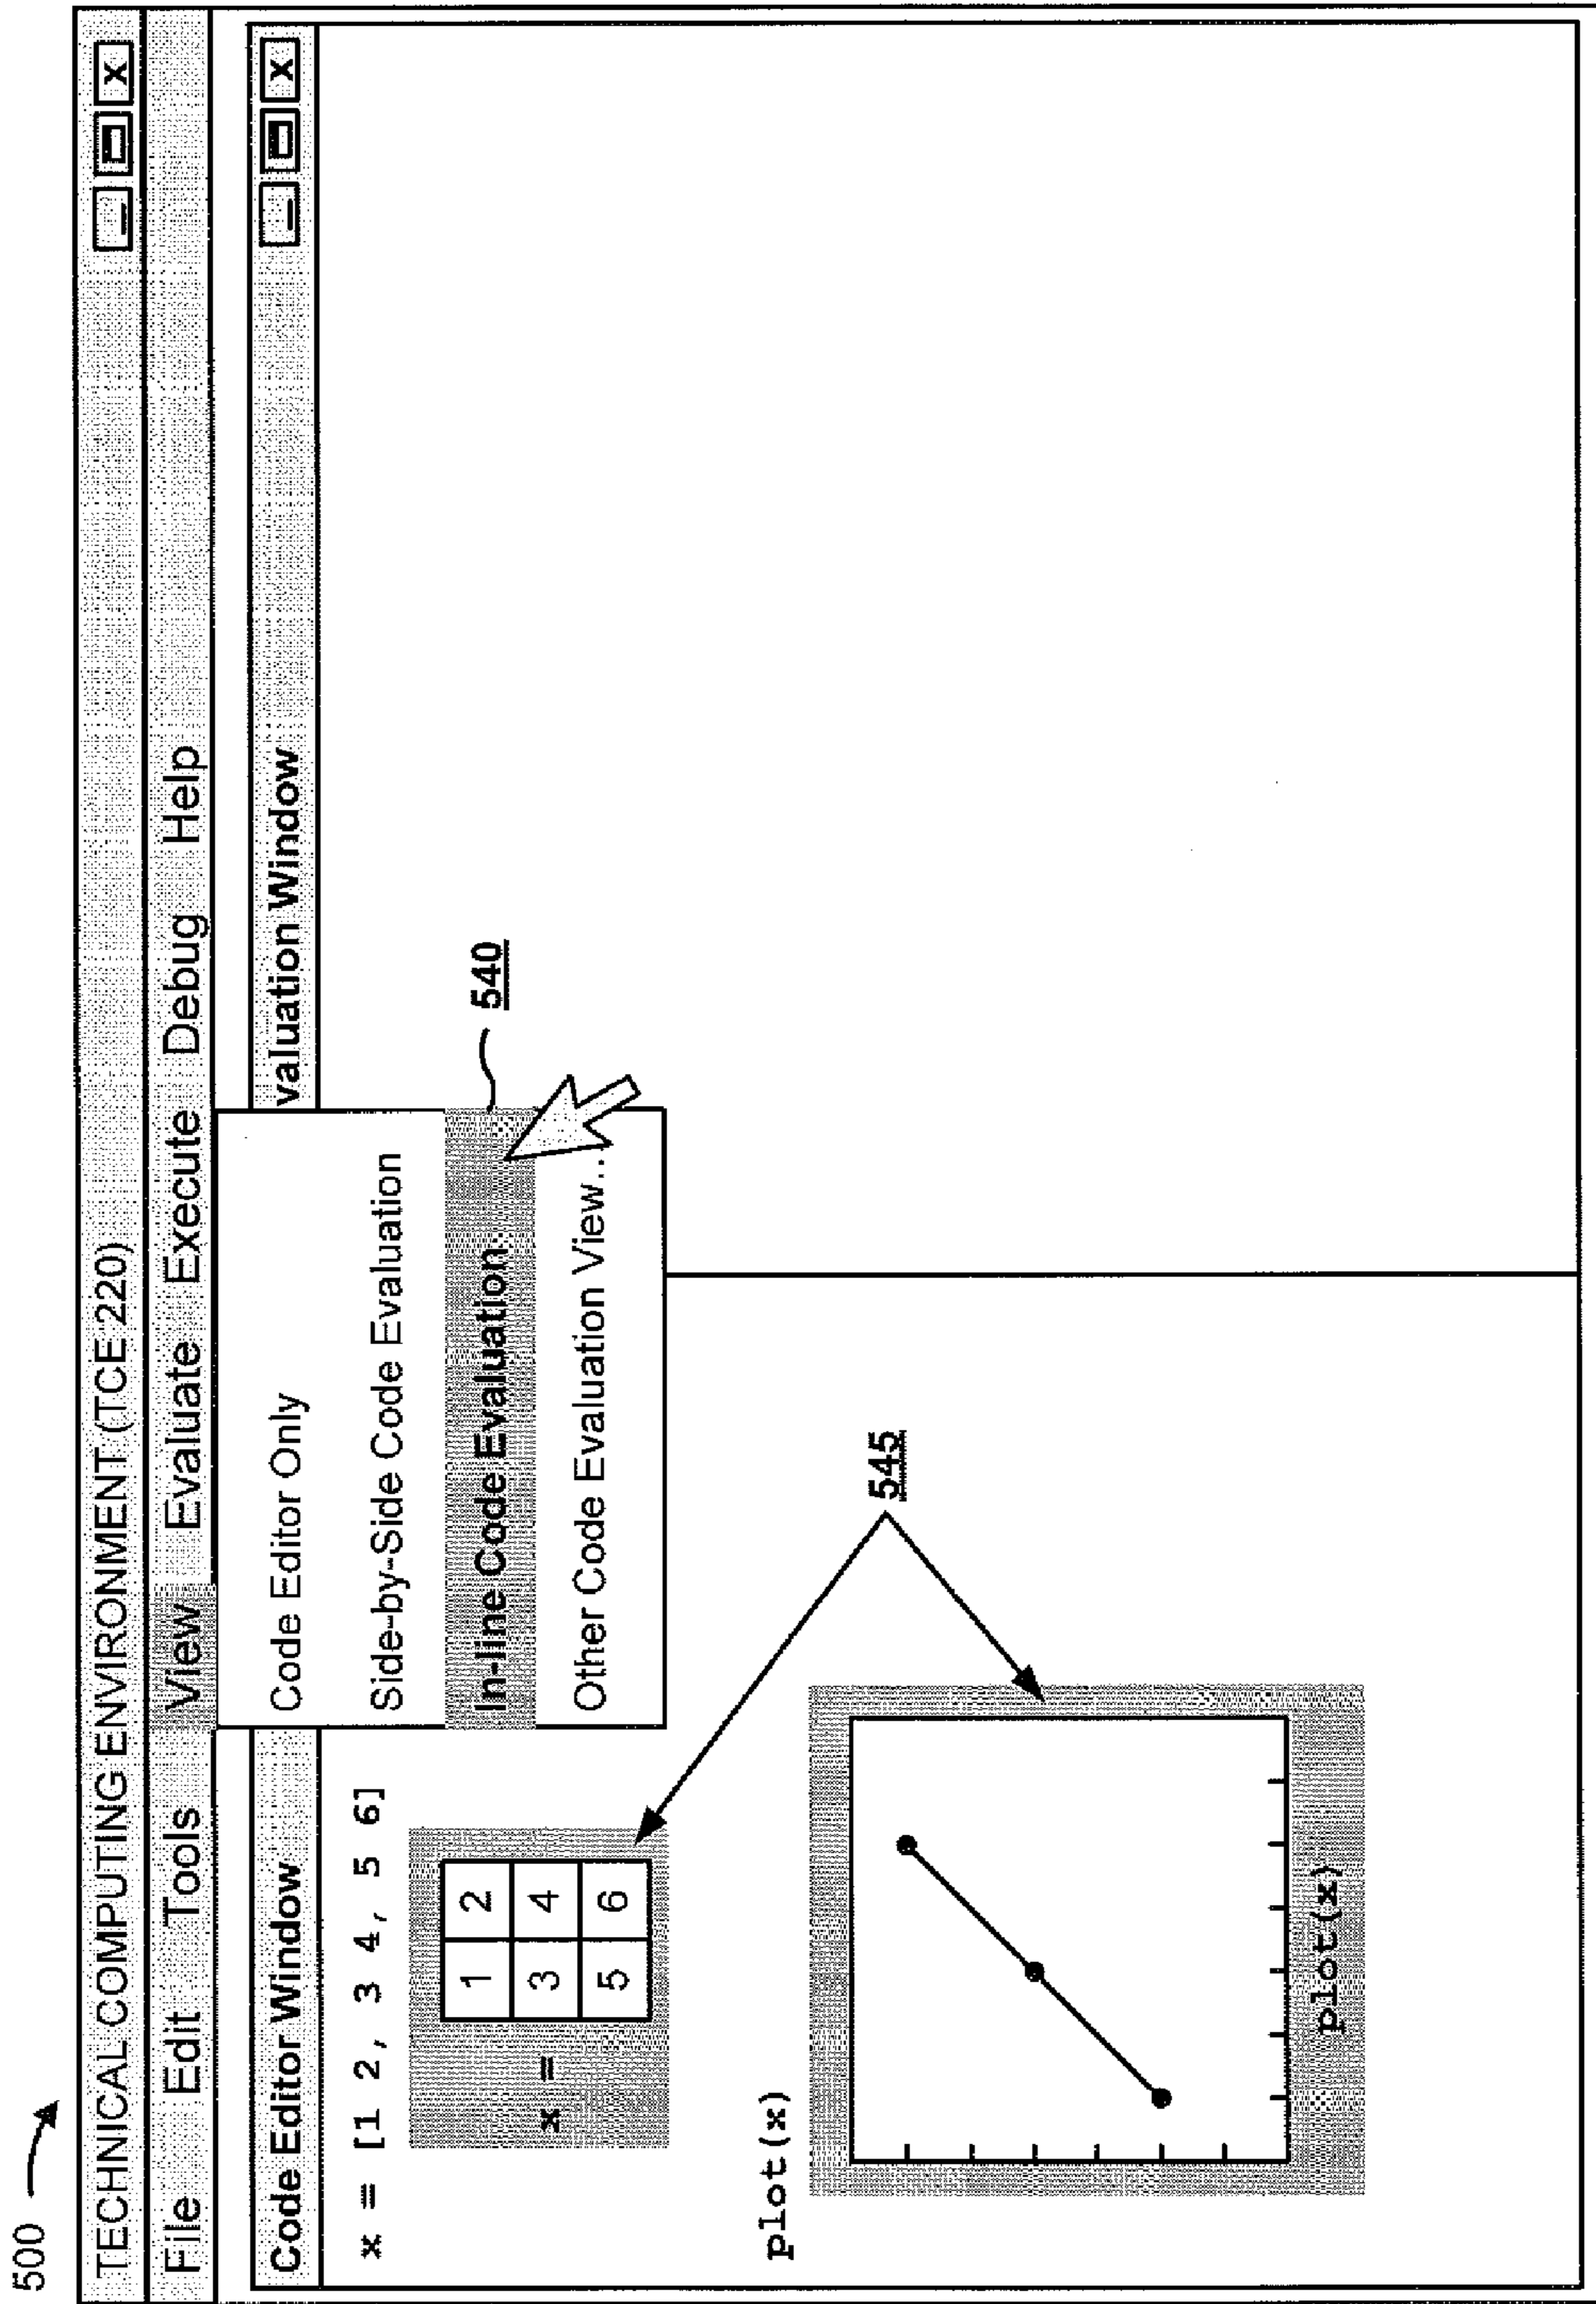 500
TECHNICAL COMPUTING ENVIRONMENT (TCE 220)
_ X
File Edit Tools View Evaluate Execute Debug Help
Code Editor Window
valuation Window
_ X
Code Editor Only
Side-by-Side Code Evaluation
In-line Code Evaluation
Other Code Evaluation View...
540
x = [1 2, 3 4, 5 6]
x =
1 2
3 4
5 6
545
plot(x)
plot(x)